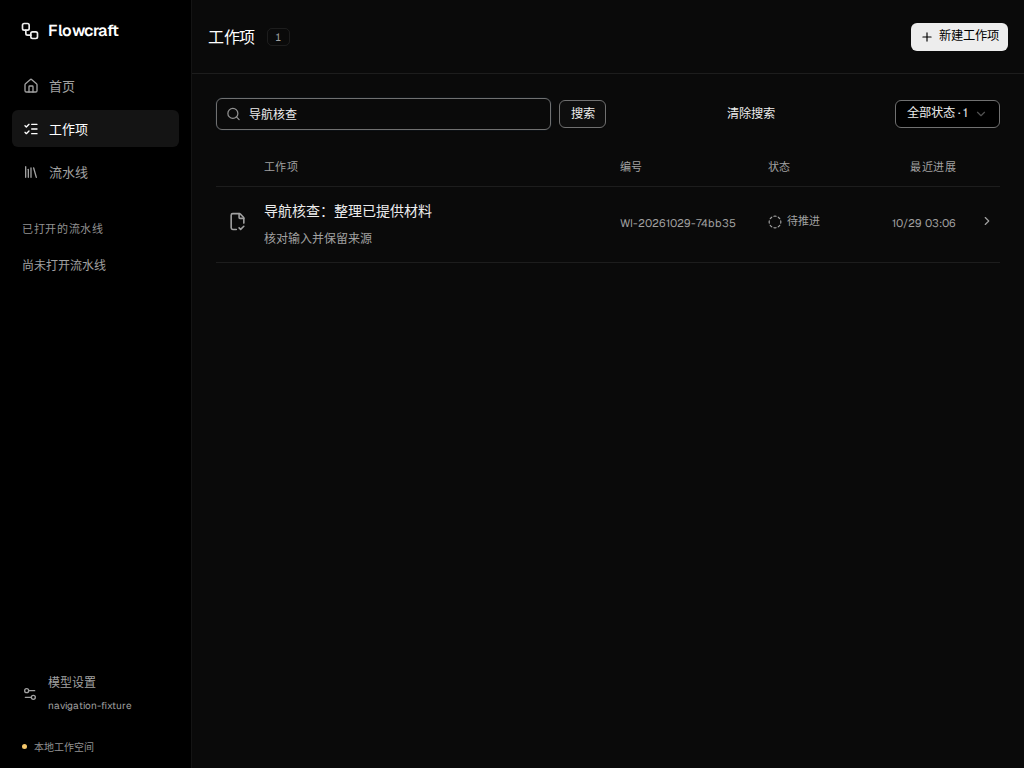 Flowcraft
首页
工作项
流水线
已打开的流水线
尚未打开流水线
模型设置
navigation-fixture
本地工作空间
工作项 1
新建工作项
导航核查 搜索 清除搜索 全部状态 · 1
工作项 编号 状态 最近进展
导航核查：整理已提供材料
核对输入并保留来源
WI-20261029-74bb35 待推进 10/29 03:06